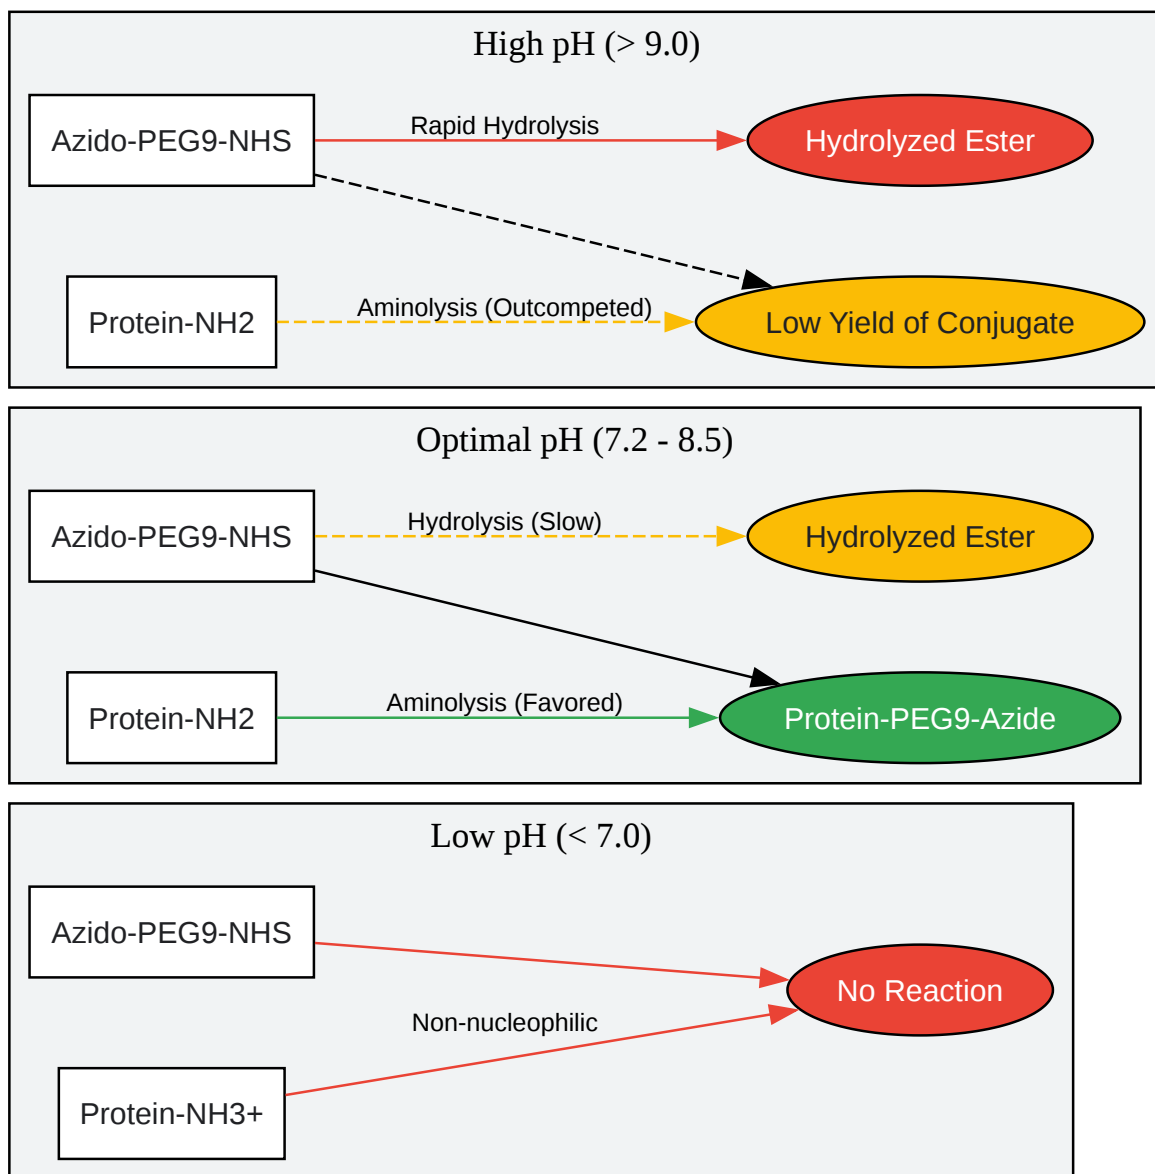 High pH (> 9.0)
Azido-PEG9-NHS
Rapid Hydrolysis
Hydrolyzed Ester
Protein-NH2
Aminolysis (Outcompeted)
Low Yield of Conjugate
Optimal pH (7.2 - 8.5)
Azido-PEG9-NHS
Hydrolysis (Slow)
Hydrolyzed Ester
Protein-NH2
Aminolysis (Favored)
Protein-PEG9-Azide
Low pH (< 7.0)
Azido-PEG9-NHS
No Reaction
Non-nucleophilic
Protein-NH3+